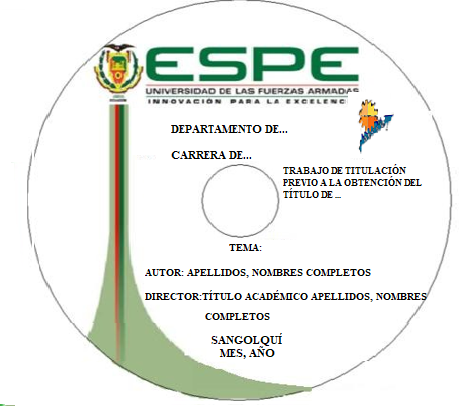 ESPE
UNIVERSIDAD DE LAS FUERZAS ARMADAS
INNOVACIÓN PARA LA EXCELENC
DEPARTAMENTO DE...
CARRERA DE...
TRABAJO DE TITULACIÓN
PREVIO A LA OBTENCIÓN DEL
TÍTULO DE ...
TEMA:
AUTOR: APELLIDOS, NOMBRES COMPLETOS
DIRECTOR:TÍTULO ACADÉMICO APELLIDOS, NOMBRES
COMPLETOS
SANGOLQUÍ
MES, AÑO